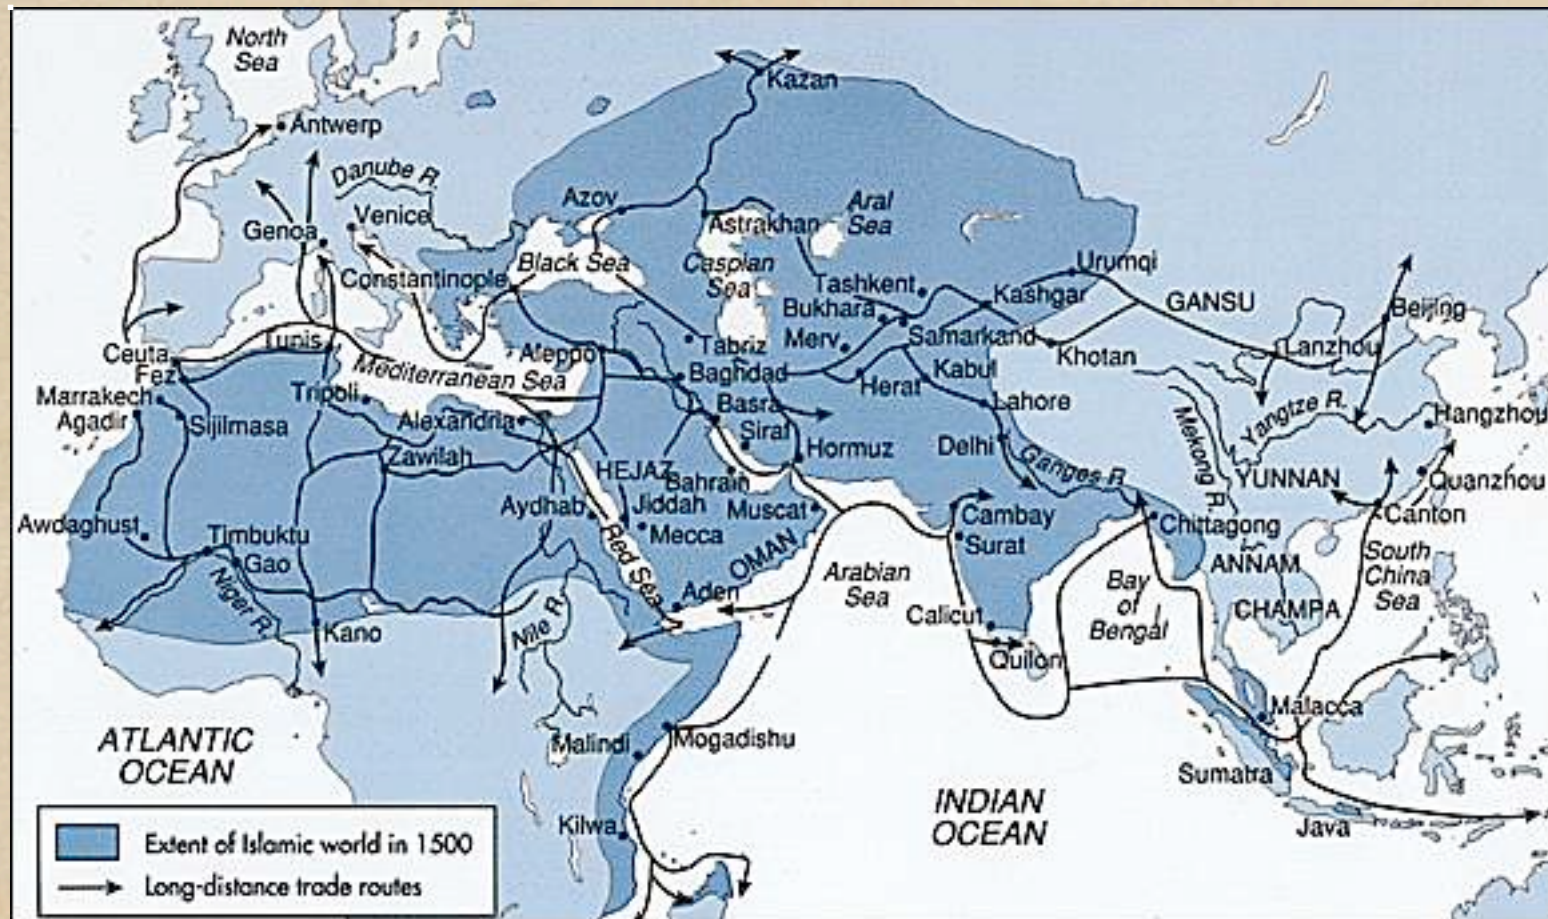 North
Sea
Kazan
Antwerp
Danube R.
Azov
Venice
Astrakhan
Aral
Sea
Genoa
Black Sea
Caspian
Sea
Constantinople
Tashkent
Urumqi
Bukhara
Kashgar
GANSU
Beijing
Merv
Samarkand
Ceuta
Tunis
Aleppo
Tabriz
Khotan
Lanzhou
Fez
Mediterranean Sea
Baghdad
Herat
Kabul
Marrakech
Tripoli
Basra
Lahore
Yangtze R.
Hangzhou
Agadir
Sijilmasa
Alexandria
Siraf
Hormuz
Delhi
Mekong R.
Zawilah
HEJAZ
Bahrain
Ganges R.
YUNNAN
Quanzhou
Awdaghust
Aydhab
Jiddah
Muscat
Cambay
Chittagong
Canton
Timbuktu
Mecca
Surat
Gao
Red Sea
OMAN
Arabian
Sea
ANNAM
South
China
Sea
Niger R.
Aden
Bay
of
Bengal
CHAMPA
Kano
Nile R.
Calicut
Quilon
ATLANTIC
OCEAN
Malindi
Mogadishu
Malacca
Sumatra
INDIAN
OCEAN
Kilwa
Java
Extent of Islamic world in 1500
Long-distance trade routes